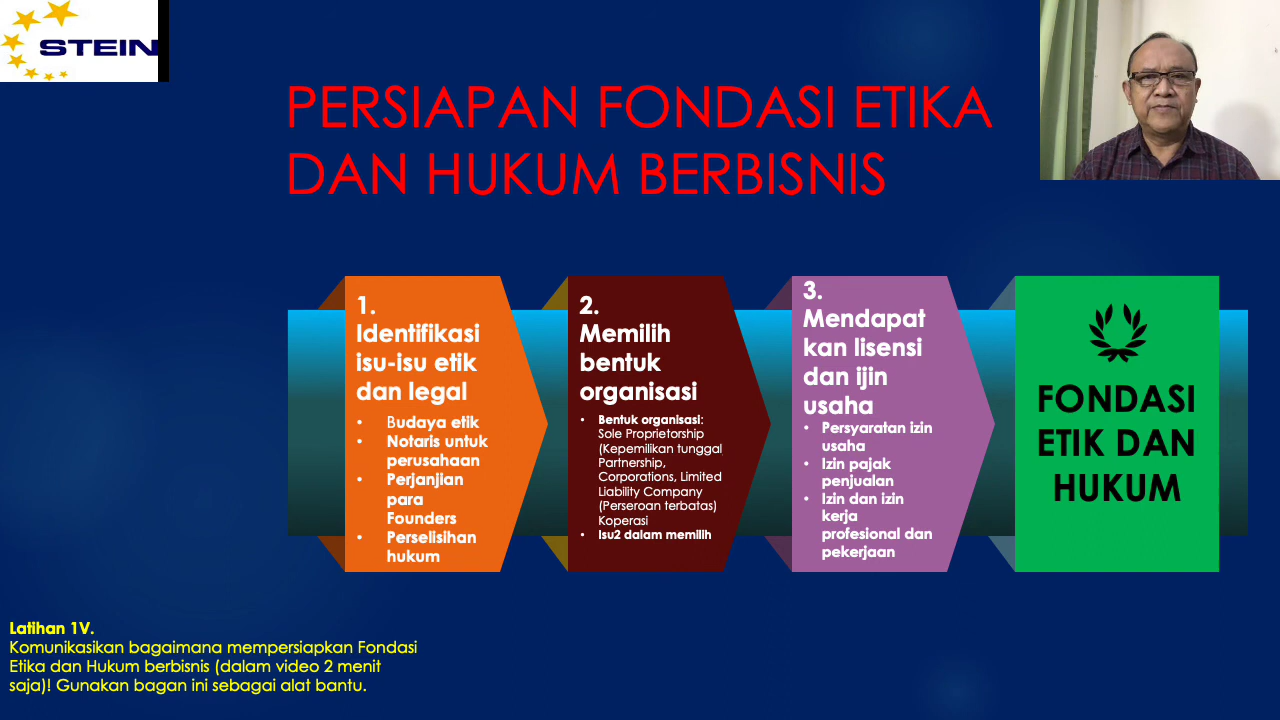 STEIN
PERSIAPAN FONDASI ETIKA
DAN HUKUM BERBISNIS
1.
Identifikasi
isu-isu etik
dan legal
• Budaya etik
• Notaris untuk
perusahaan
• Perjanjian
para
Founders
• Perselisihan
hukum
2.
Memilih
bentuk
organisasi
• Bentuk organisasi:
Sole Proprietorship
(Kepemilikan tunggal
Partnership,
Corporations, Limited
Liability Company
(Perseroan terbatas)
Koperasi
• Isu2 dalam memilih
3.
Mendapat
kan lisensi
dan ijin
usaha
• Persyaratan izin
usaha
• Izin pajak
penjualan
• Izin dan izin
kerja
profesional dan
pekerjaan
FONDASI
ETIK DAN
HUKUM
Latihan 1V.
Komunikasikan bagaimana mempersiapkan Fondasi
Etika dan Hukum berbisnis (dalam video 2 menit
saja)! Gunakan bagan ini sebagai alat bantu.